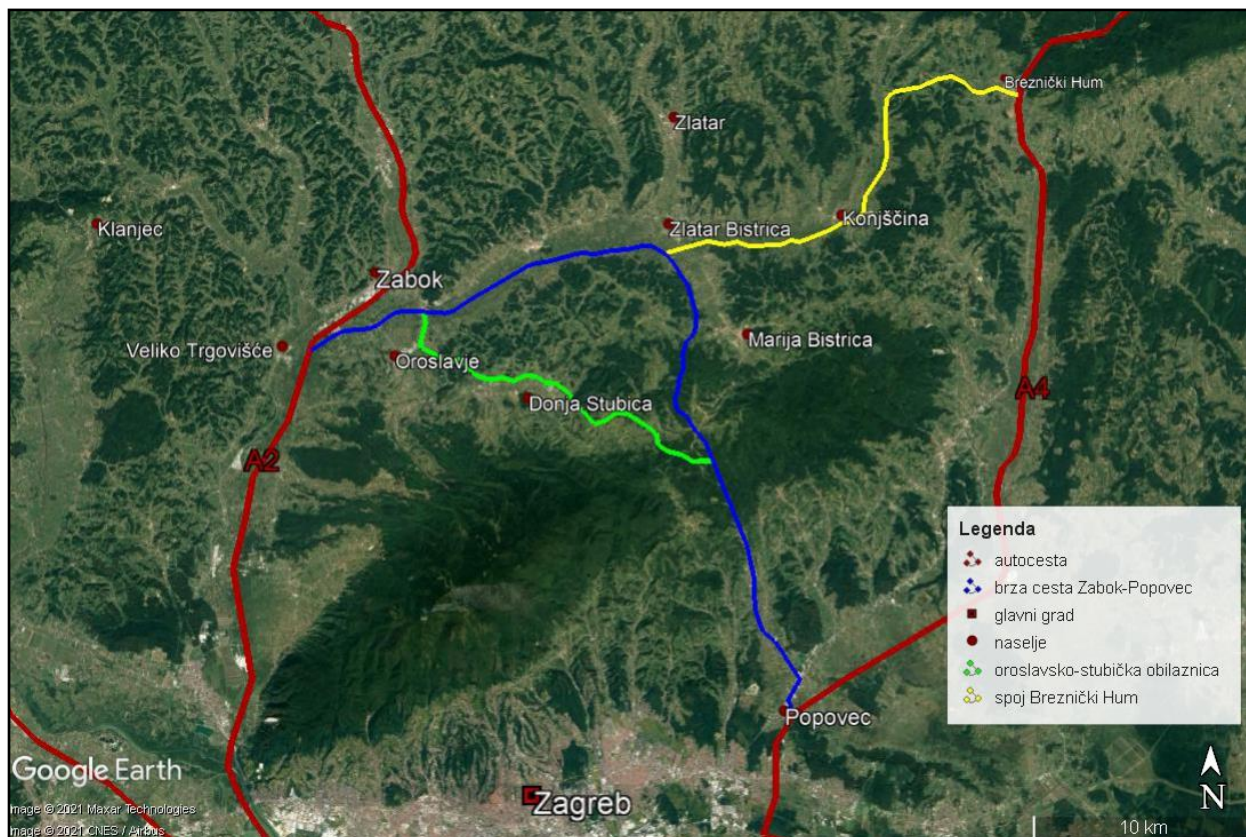 Breznički Hum
Zlatar
Klanjec
Zlatar Bistrica
Konjščina
Zabok
Veliko Trgovišće
Oroslavje
Marija Bistrica
Donja Stubica
A4
A2
Legenda
autocesta
brza cesta Zabok-Popovec
glavni grad
naselje
oroslavsko-stubička obilaznica
spoj Breznički Hum
Popovec
Zagreb
Google Earth
Image © 2021 Maxar Technologies
Image © 2021 CNES / Airbus
N
10 km